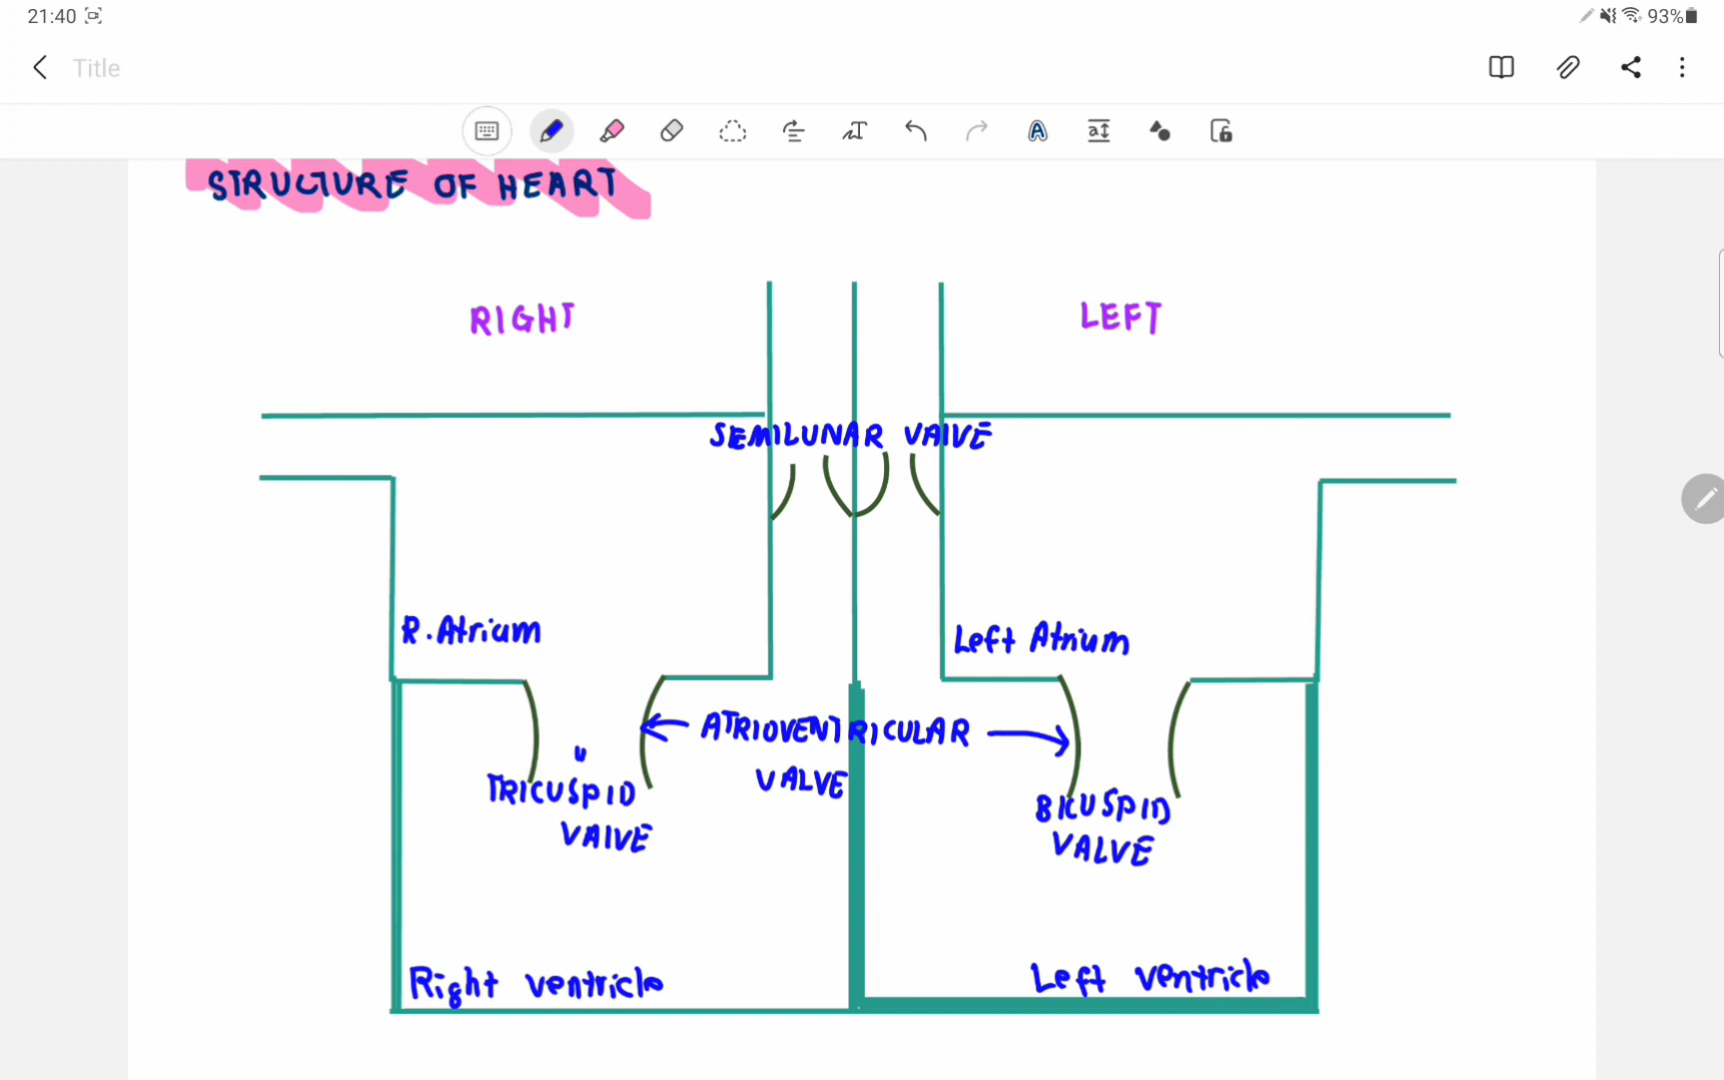 21:40
93%
Title
STRUCTURE OF HEART
RIGHT
LEFT
SEMILUNAR VALVE
R. Atrium
Left Atrium
ATRIOVENTRICULAR
VALVE
TRICUSPID
VALVE
BICUSPID
VALVE
Right ventricle
Left ventricle